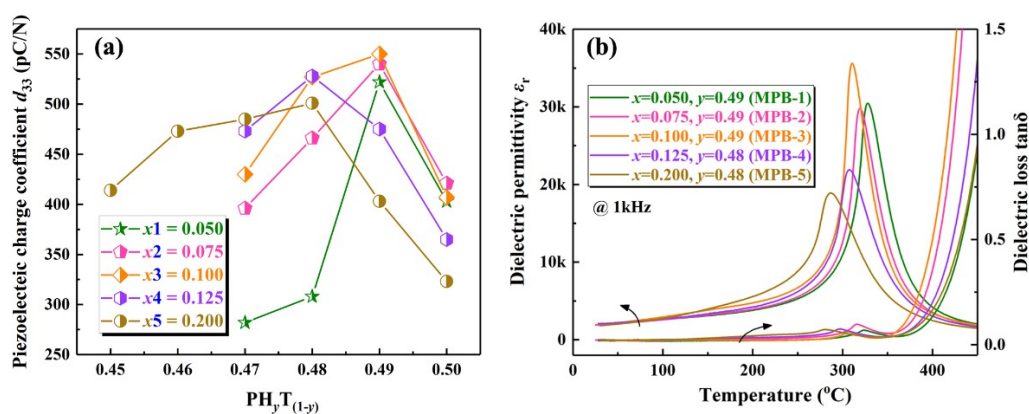 (a)
Piezoelecteic charge coefficient d₃₃ (pC/N)
550
500
450
400
350
300
250
x1 = 0.050
x2 = 0.075
x3 = 0.100
x4 = 0.125
x5 = 0.200
0.45 0.46 0.47 0.48 0.49 0.50
PHᵧT₍₁₋ᵧ₎
(b)
Dielectric permittivity εᵣ
40k
30k
20k
10k
0
x=0.050, y=0.49 (MPB-1)
x=0.075, y=0.49 (MPB-2)
x=0.100, y=0.49 (MPB-3)
x=0.125, y=0.48 (MPB-4)
x=0.200, y=0.48 (MPB-5)
@ 1kHz
1.5
1.0
0.5
0.0
Dielectric loss tanδ
0 100 200 300 400
Temperature (°C)